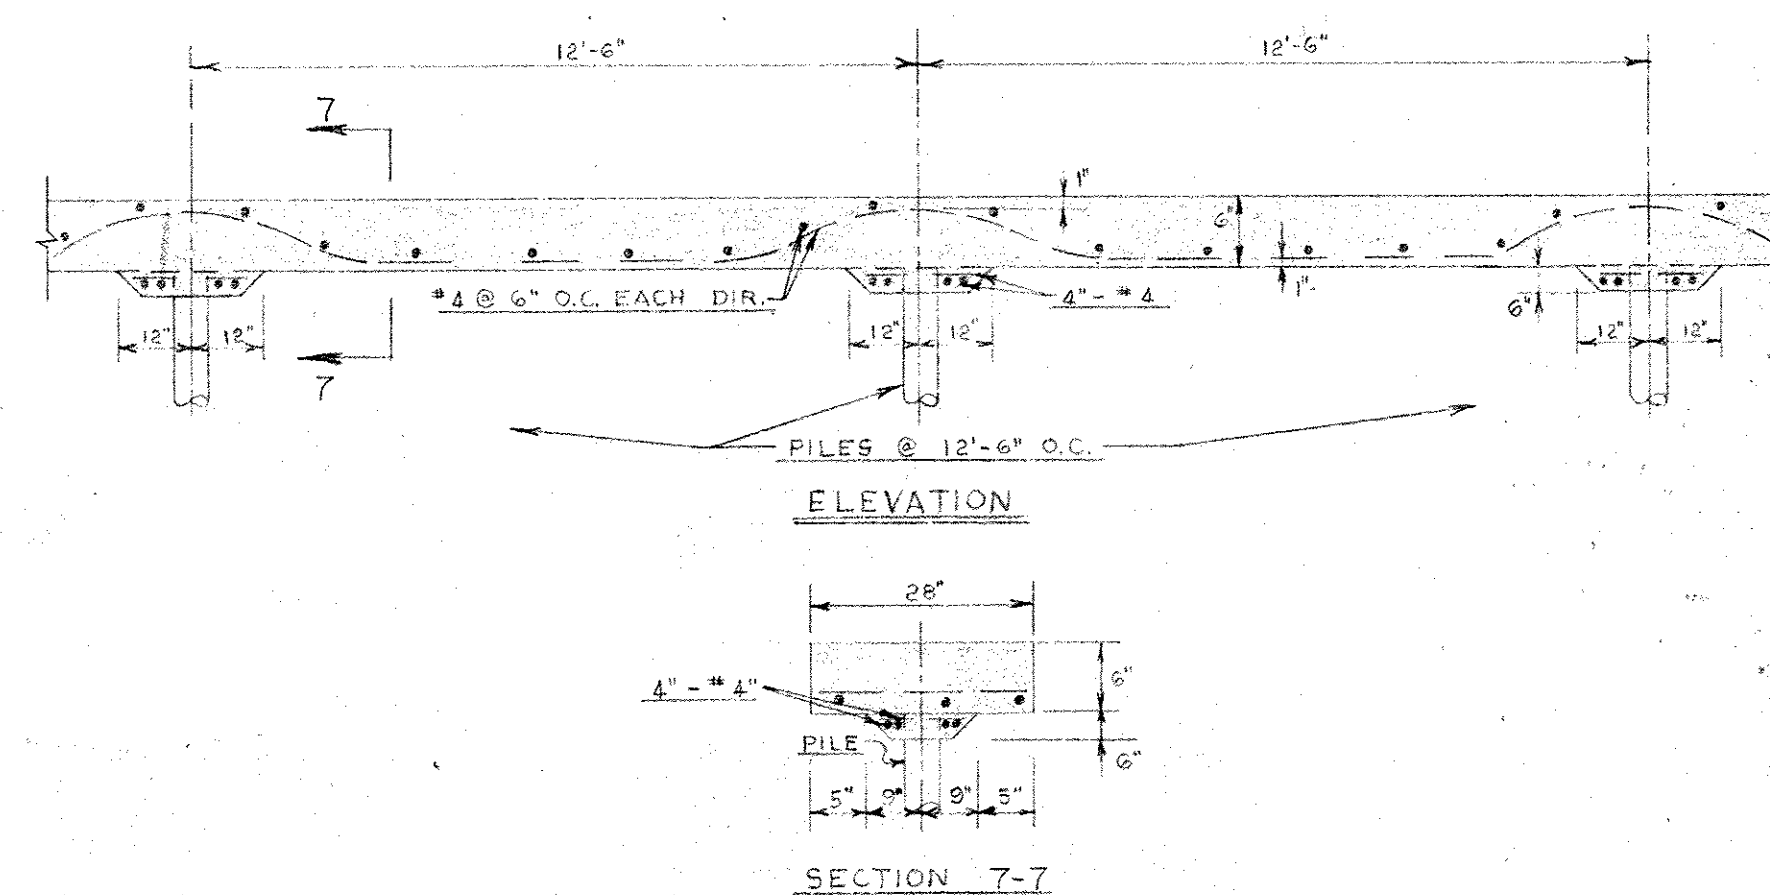 12'-6" 12'-6"
7
1"
6"
#4 @ 6" O.C. EACH DIR. 4"- #4 1" 6"
12" 12" 12" 12" 12" 12"
7
PILES @ 12'-6" O.C.
ELEVATION
28"
4" - #4" 6"
PILE 6"
5" 9" 9" 5"
SECTION 7-7